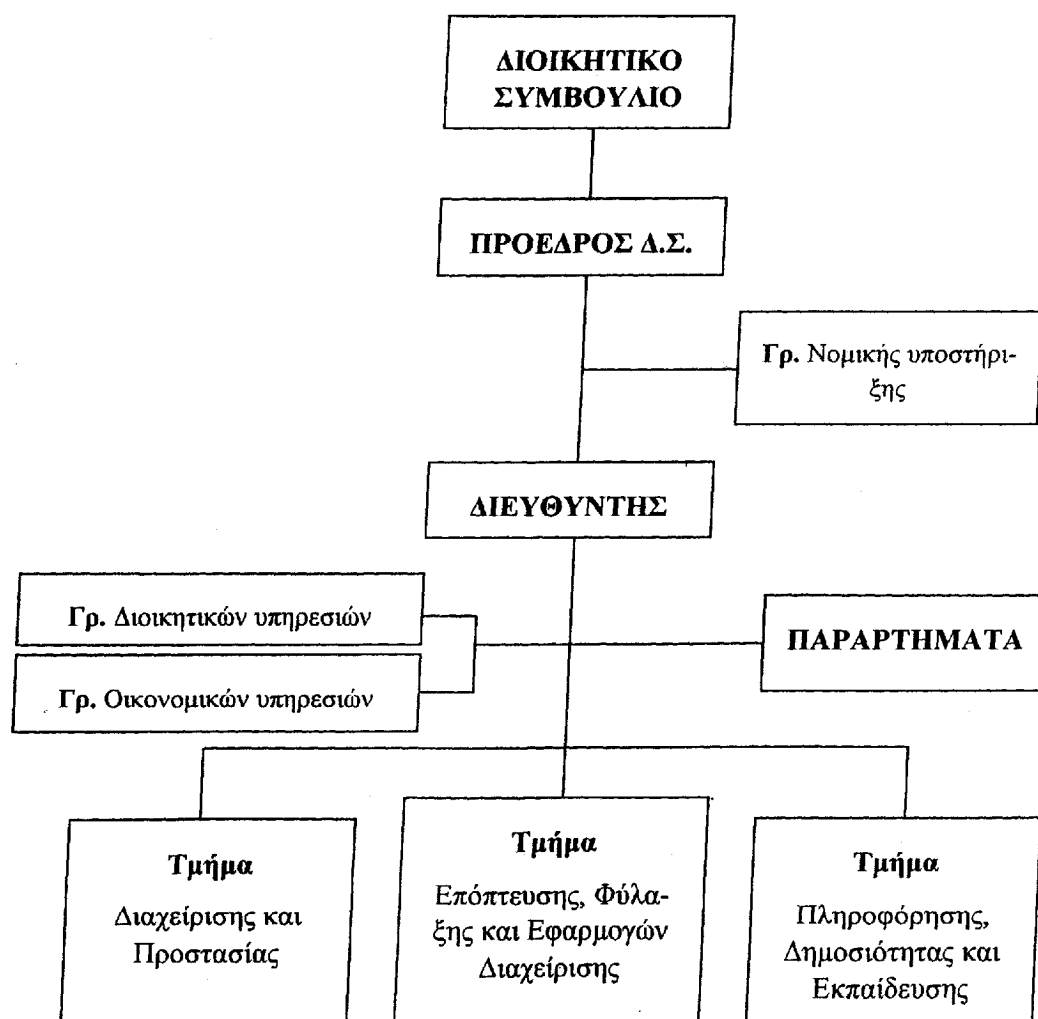 ΔΙΟΙΚΗΤΙΚΟ
ΣΥΜΒΟΥΛΙΟ
ΠΡΟΕΔΡΟΣ Δ.Σ.
Γρ. Νομικής υποστήρι-
ξης
ΔΙΕΥΘΥΝΤΗΣ
Γρ. Διοικητικών υπηρεσιών
ΠΑΡΑΡΤΗΜΑΤΑ
Γρ. Οικονομικών υπηρεσιών
Τμήμα
Διαχείρισης και
Προστασίας
Τμήμα
Επόπτευσης, Φύλα-
ξης και Εφαρμογών
Διαχείρισης
Τμήμα
Πληροφόρησης,
Δημοσιότητας και
Εκπαίδευσης